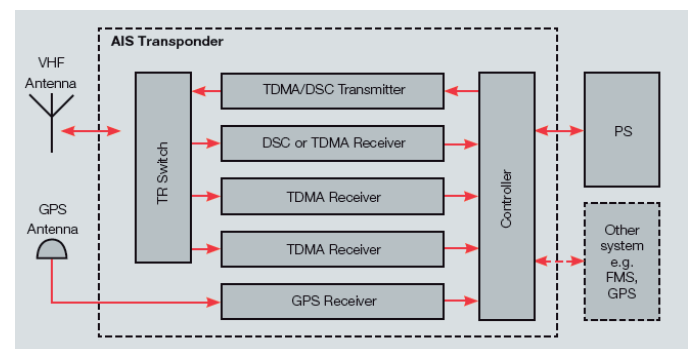 AIS Transponder
VHF
Antenna
TDMA/DSC Transmitter
DSC or TDMA Receiver
TR Switch
TDMA Receiver
Controller
PS
GPS
Antenna
TDMA Receiver
Other
system
e.g.
FMS,
GPS
GPS Receiver